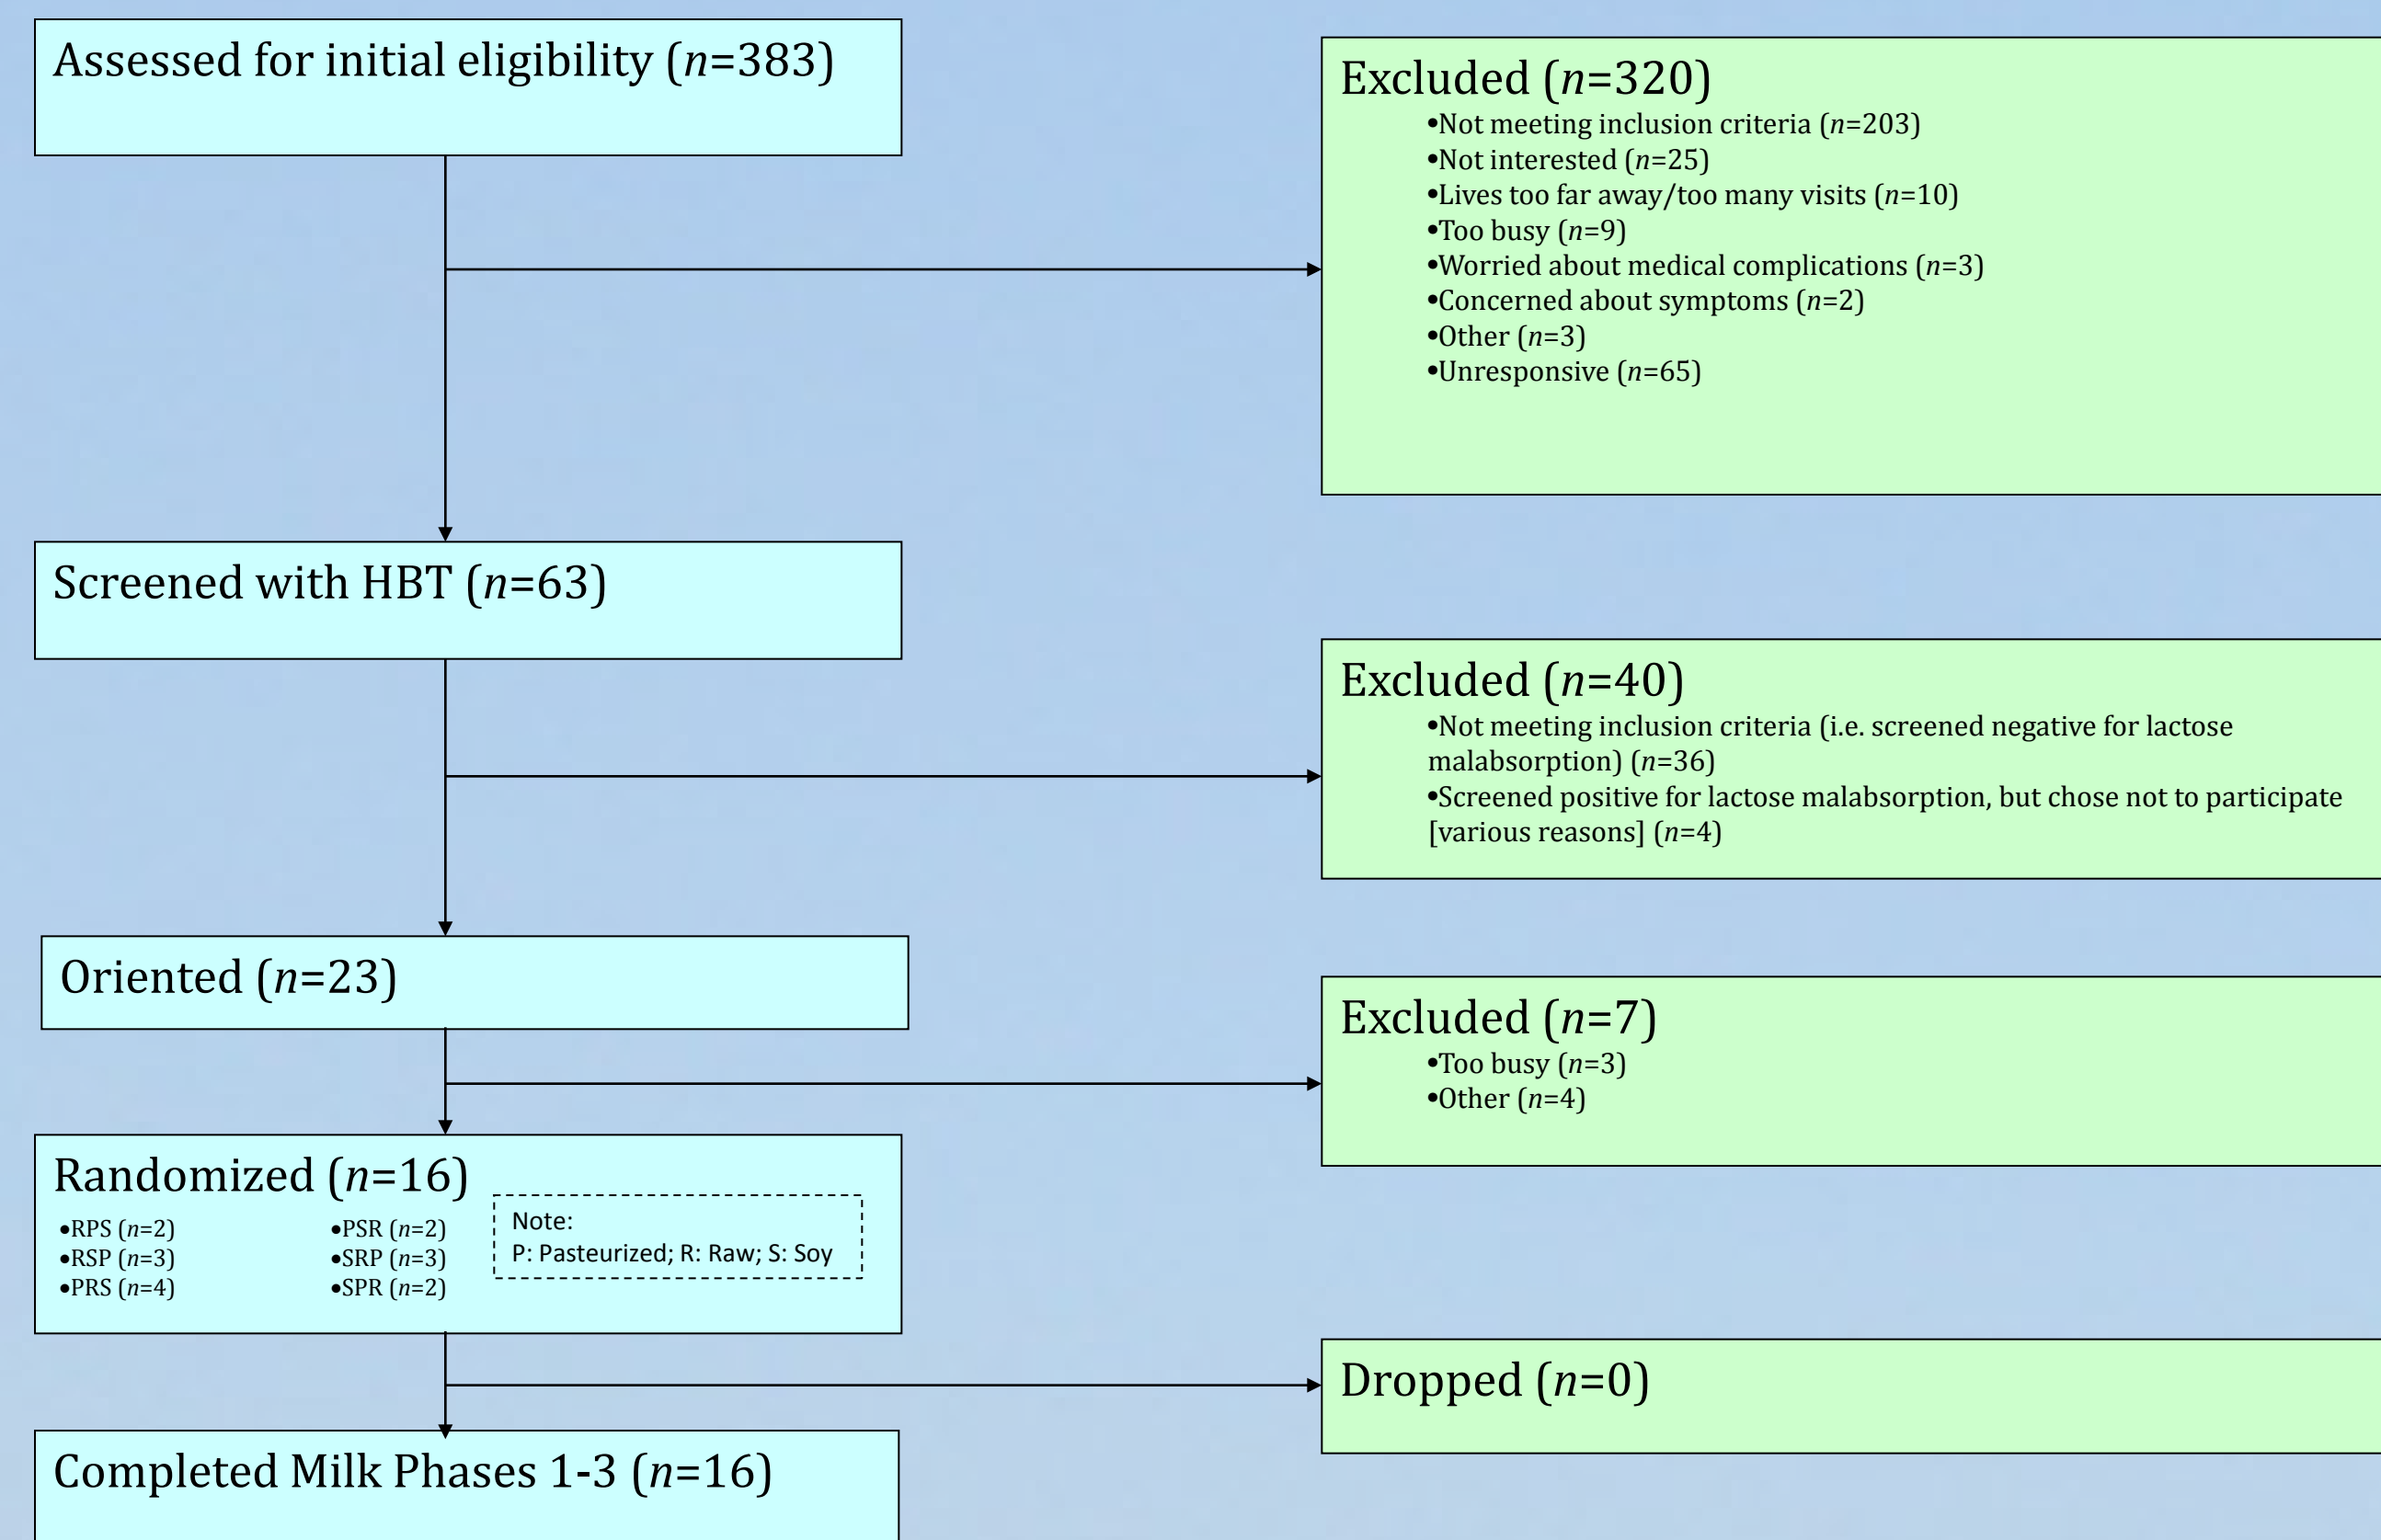 Assessed for initial eligibility (n=383)
Excluded (n=320)
•Not meeting inclusion criteria (n=203)
•Not interested (n=25)
•Lives too far away/too many visits (n=10)
•Too busy (n=9)
•Worried about medical complications (n=3)
•Concerned about symptoms (n=2)
•Other (n=3)
•Unresponsive (n=65)
Screened with HBT (n=63)
Excluded (n=40)
•Not meeting inclusion criteria (i.e. screened negative for lactose
malabsorption) (n=36)
•Screened positive for lactose malabsorption, but chose not to participate
[various reasons] (n=4)
Oriented (n=23)
Excluded (n=7)
•Too busy (n=3)
•Other (n=4)
Randomized (n=16)
•RPS (n=2)
•RSP (n=3)
•PRS (n=4)
•PSR (n=2)
•SRP (n=3)
•SPR (n=2)
Note:
P: Pasteurized; R: Raw; S: Soy
Dropped (n=0)
Completed Milk Phases 1-3 (n=16)